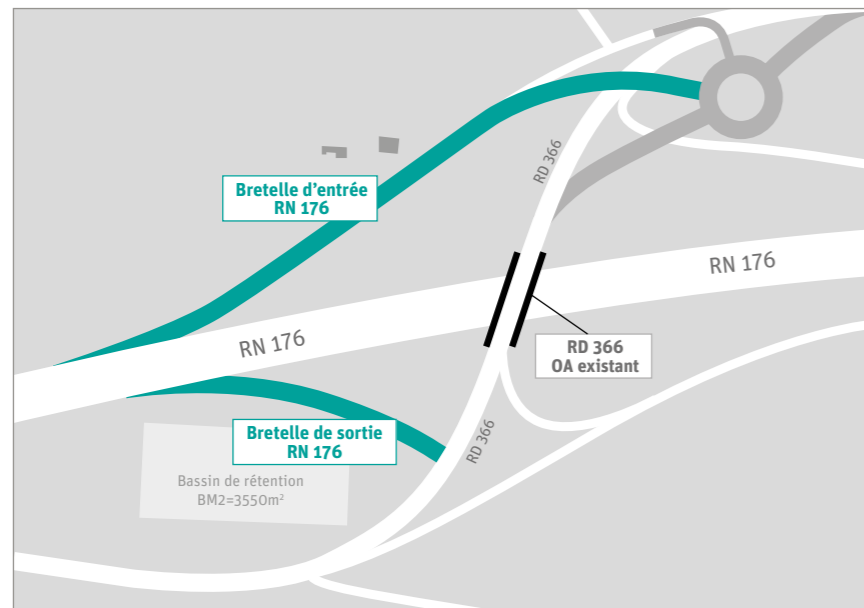 RD 366
Bretelle d'entrée
RN 176
RN 176
RN 176
RD 366
OA existant
Bretelle de sortie
RN 176
RD 366
Bassin de rétention
BM2=3550m²